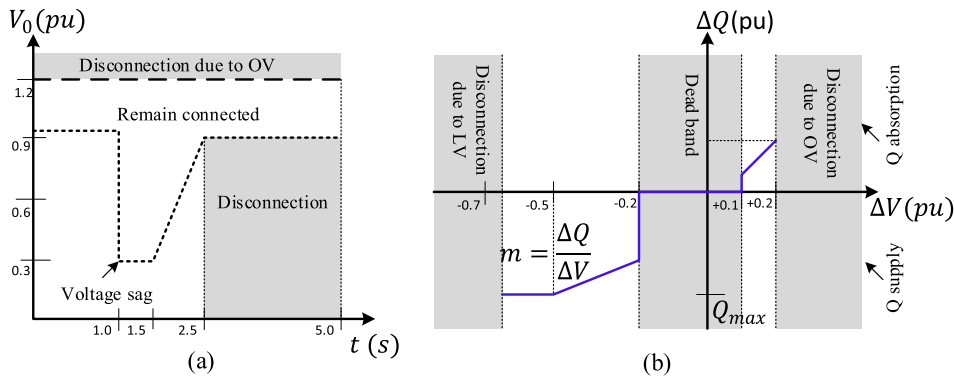 V₀(pu)
Disconnection due to OV
1.2
Remain connected
0.9
0.6
Disconnection
0.3
Voltage sag
1.0
1.5
2.5
5.0
t (s)
(a)
ΔQ(pu)
Disconnection
due to LV
Dead band
Disconnection
due to OV
Q absorption
-0.7
-0.5
-0.2
+0.1
+0.2
ΔV(pu)
m = ΔQ/ΔV
Q supply
Qmax
(b)